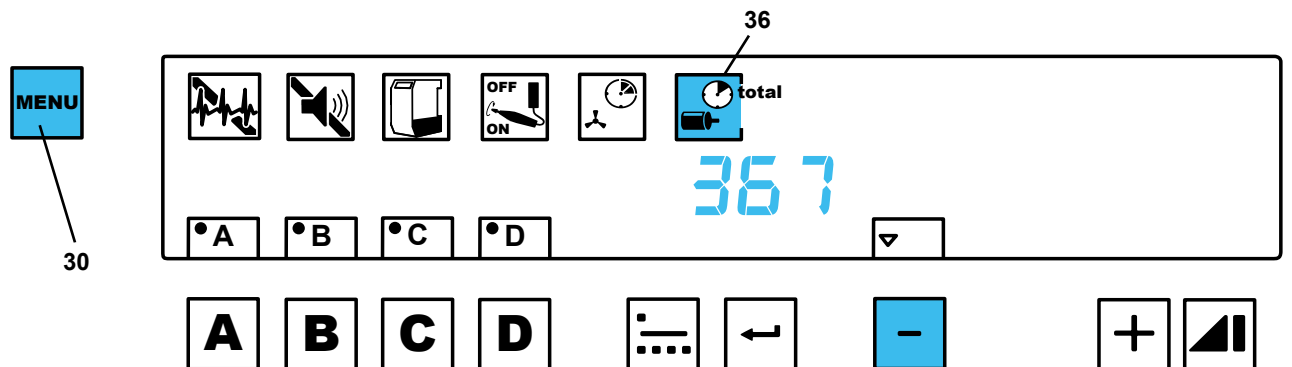 36
MENU
OFF
ON
total
367
A B C D
30
A B C D - +